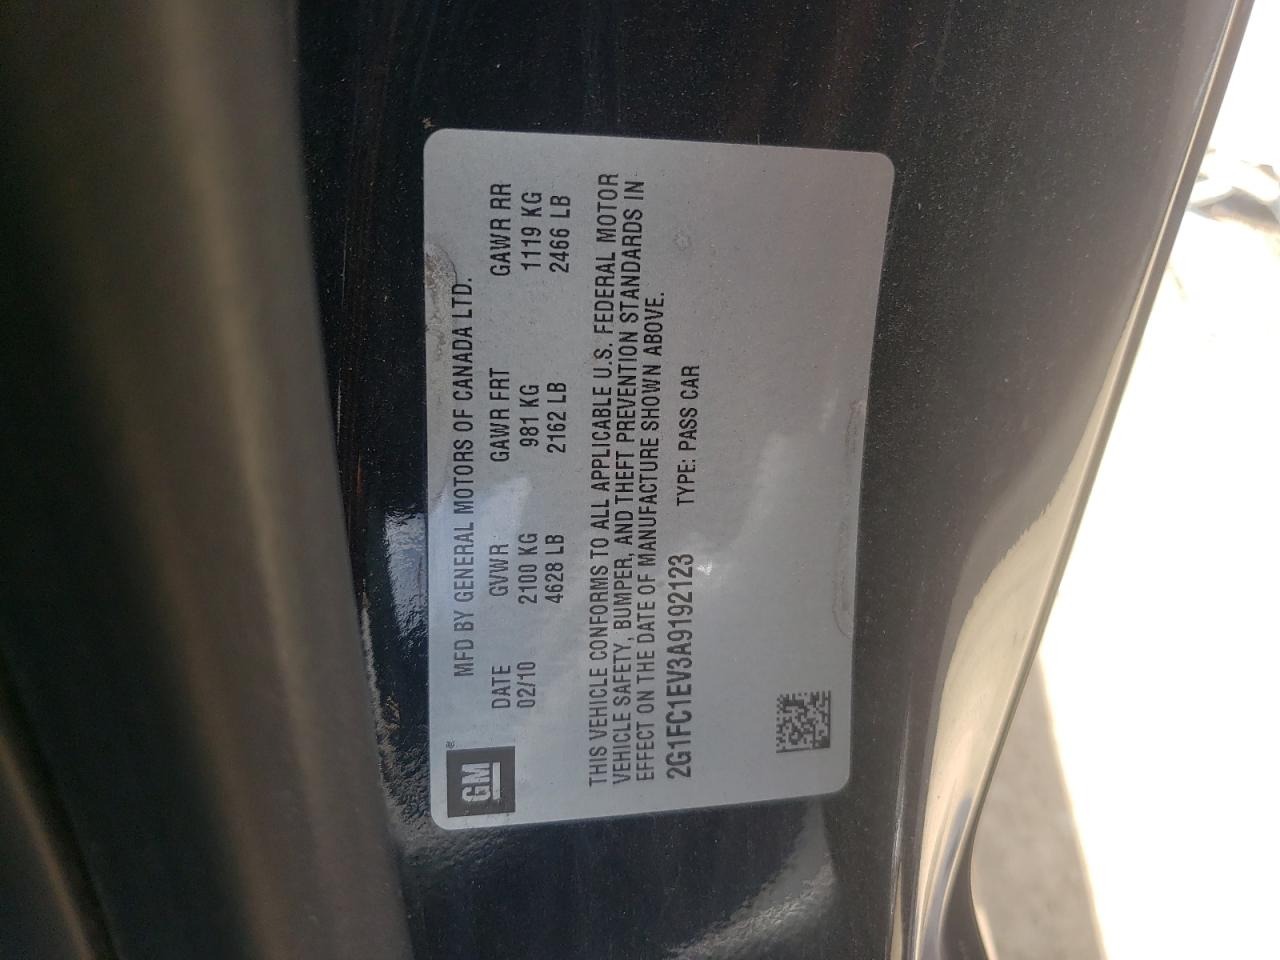 GM®
MFD BY GENERAL MOTORS OF CANADA LTD.
DATE GVWR GAWR FRT GAWR RR
02/10 2100 KG 981 KG 1119 KG
4628 LB 2162 LB 2466 LB
THIS VEHICLE CONFORMS TO ALL APPLICABLE U.S. FEDERAL MOTOR
VEHICLE SAFETY, BUMPER, AND THEFT PREVENTION STANDARDS IN
EFFECT ON THE DATE OF MANUFACTURE SHOWN ABOVE.
2G1FC1EV3A9192123 TYPE: PASS CAR